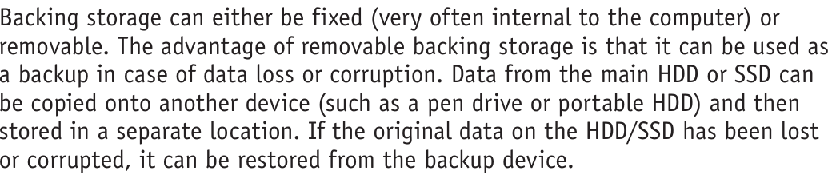 Backing storage can either be fixed (very often internal to the computer) or
removable. The advantage of removable backing storage is that it can be used as
a backup in case of data loss or corruption. Data from the main HDD or SSD can
be copied onto another device (such as a pen drive or portable HDD) and then
stored in a separate location. If the original data on the HDD/SSD has been lost
or corrupted, it can be restored from the backup device.